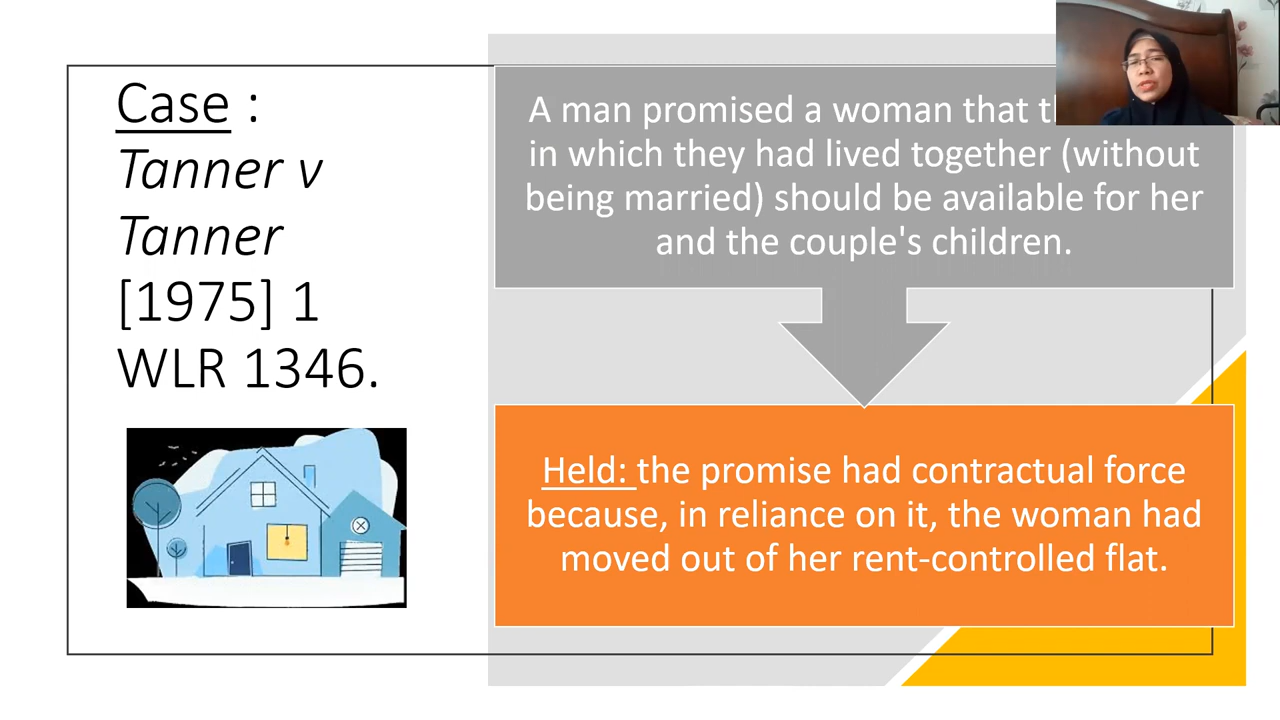 Case :
Tanner v
Tanner
[1975] 1
WLR 1346.
A man promised a woman that
in which they had lived together (without
being married) should be available for her
and the couple's children.
Held: the promise had contractual force
because, in reliance on it, the woman had
moved out of her rent-controlled flat.